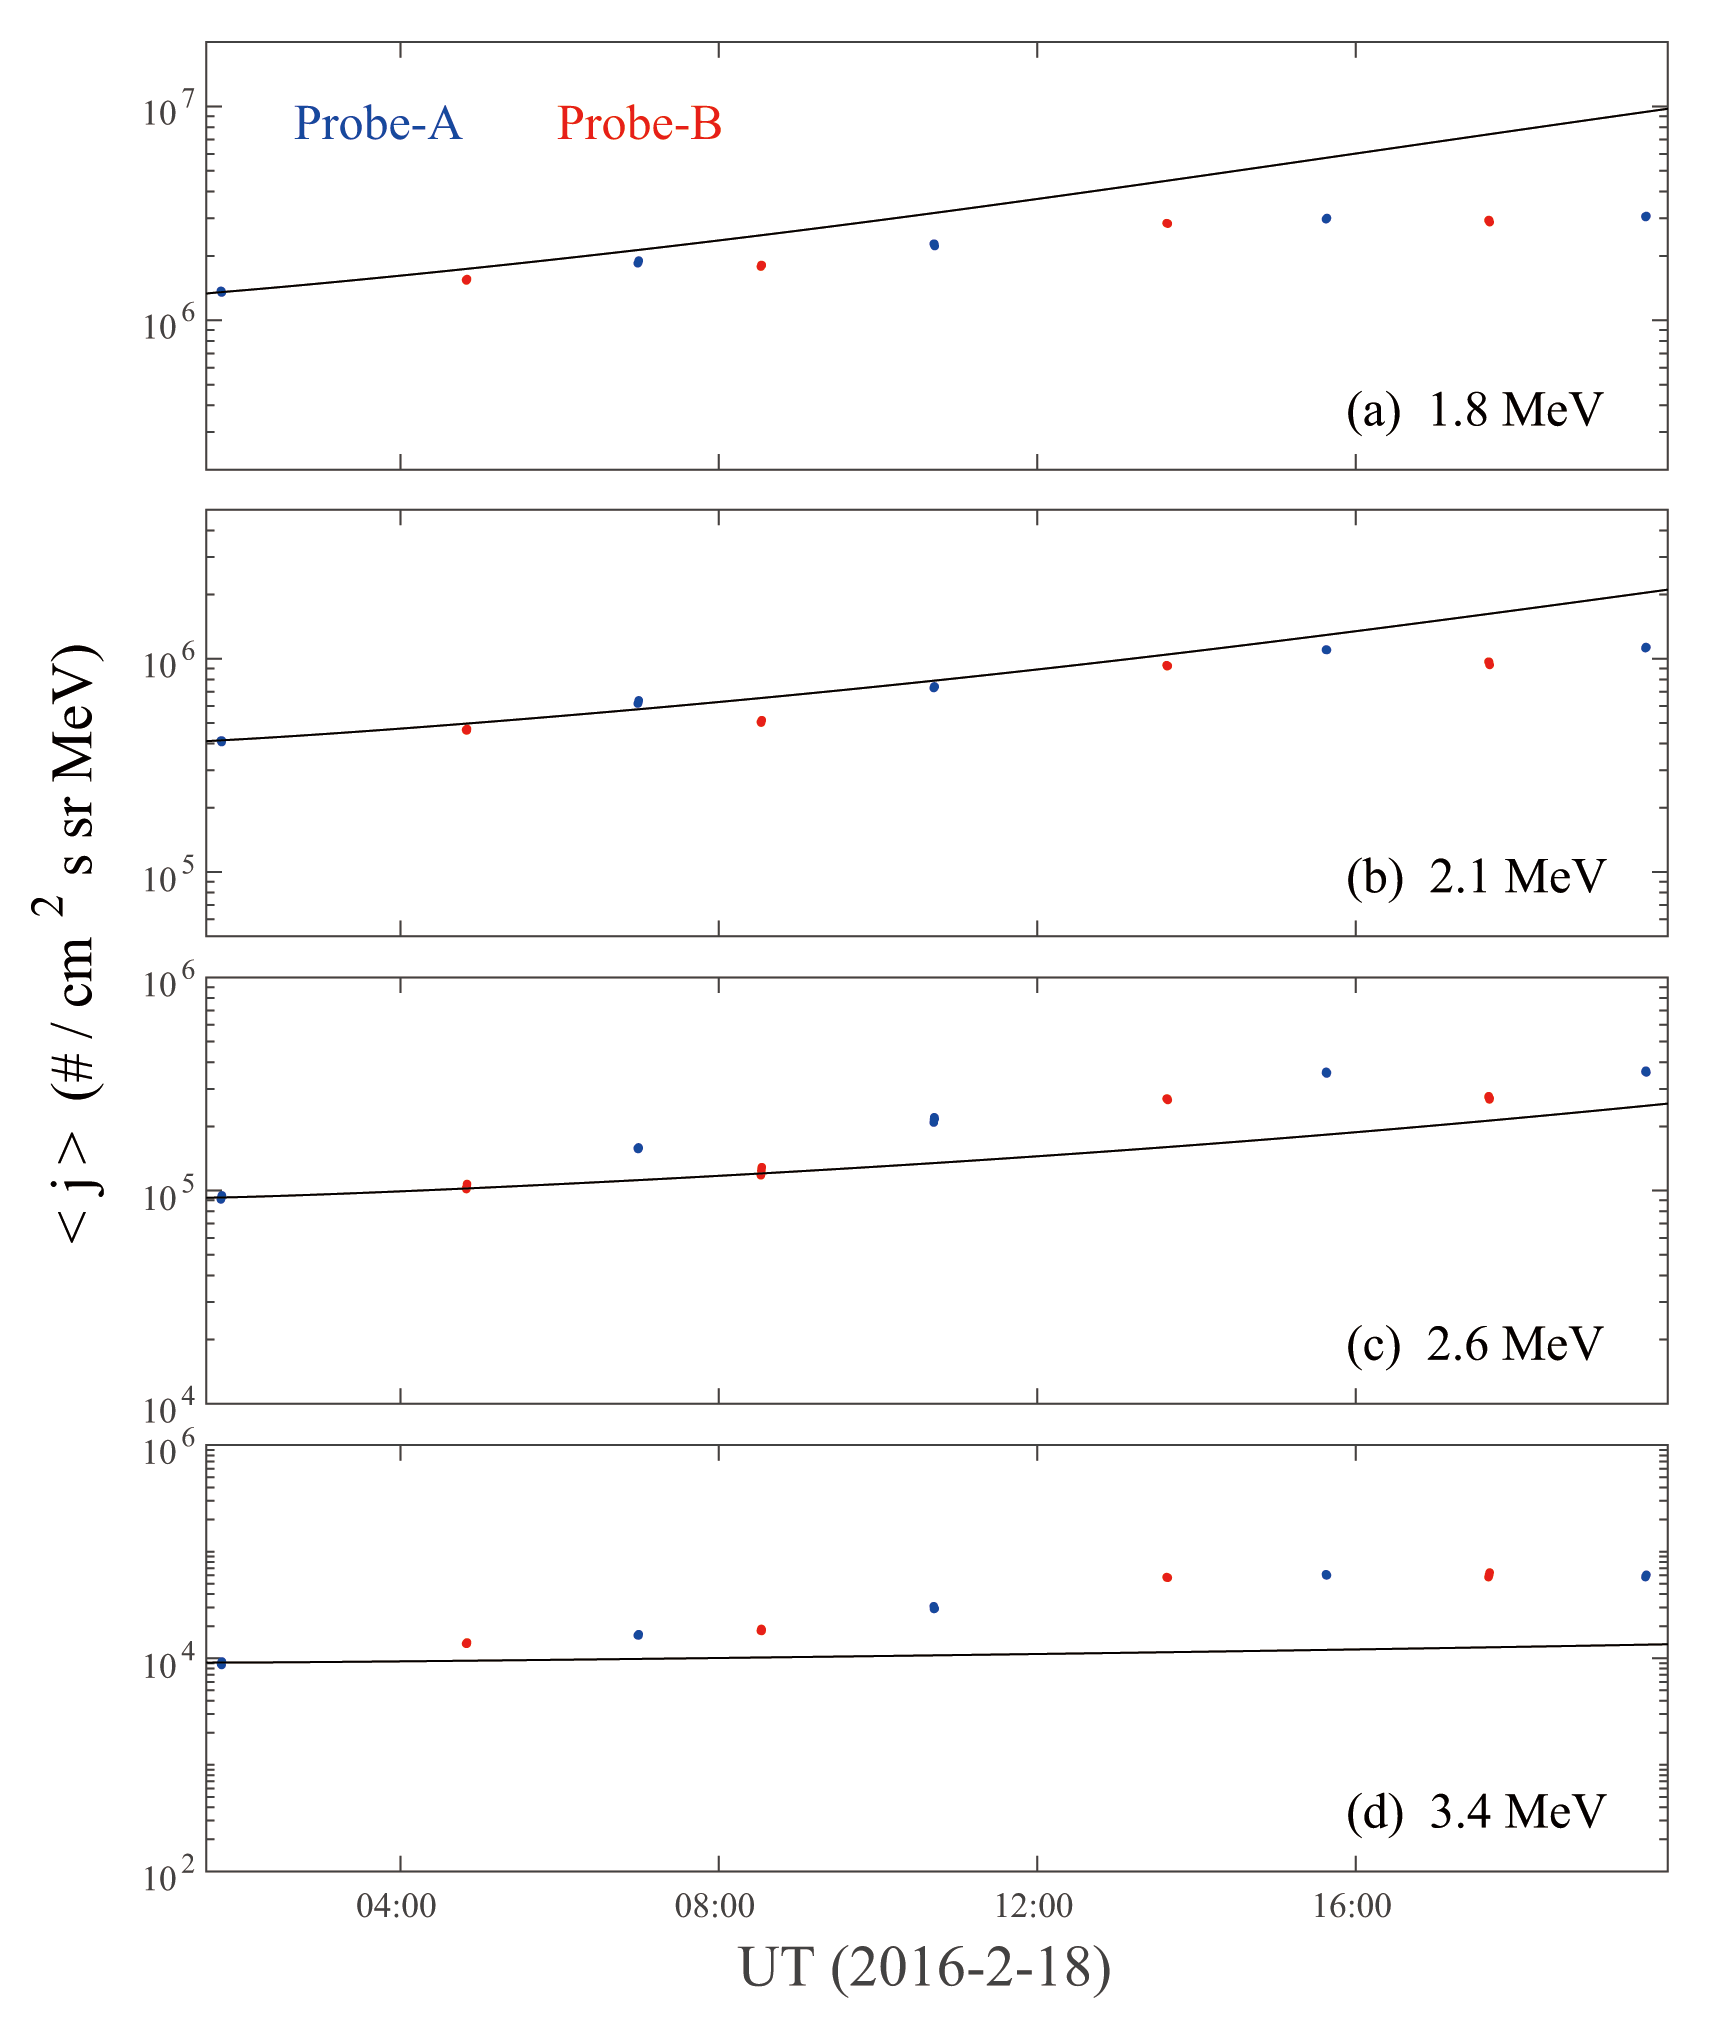 Probe-A Probe-B
10^7
10^6
(a) 1.8 MeV
10^6
10^5
(b) 2.1 MeV
< j > (# / cm^2 s sr MeV)
10^6
10^5
10^4
(c) 2.6 MeV
10^6
10^4
10^2
(d) 3.4 MeV
04:00 08:00 12:00 16:00
UT (2016-2-18)